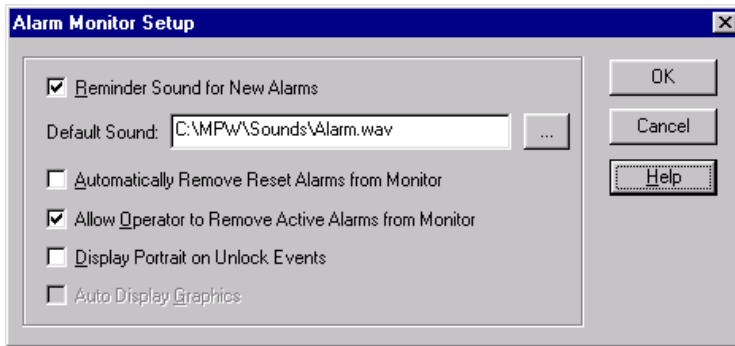 Alarm Monitor Setup
Reminder Sound for New Alarms
Default Sound: C:\MPW\Sounds\Alarm.wav ...
Automatically Remove Reset Alarms from Monitor
Allow Operator to Remove Active Alarms from Monitor
Display Portrait on Unlock Events
Auto Display Graphics
OK
Cancel
Help